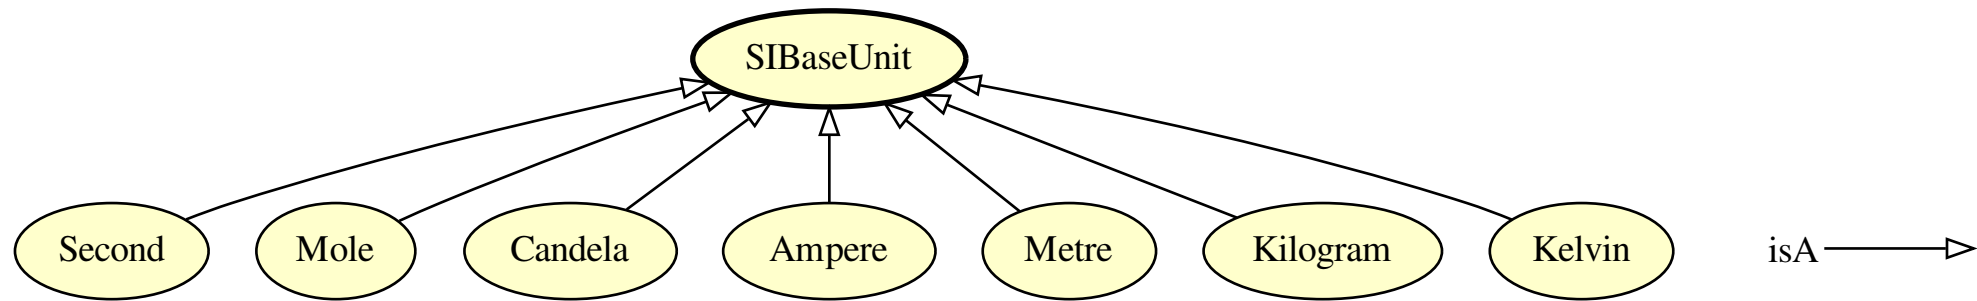 SIBaseUnit
Second
Mole
Candela
Ampere
Metre
Kilogram
Kelvin
isA